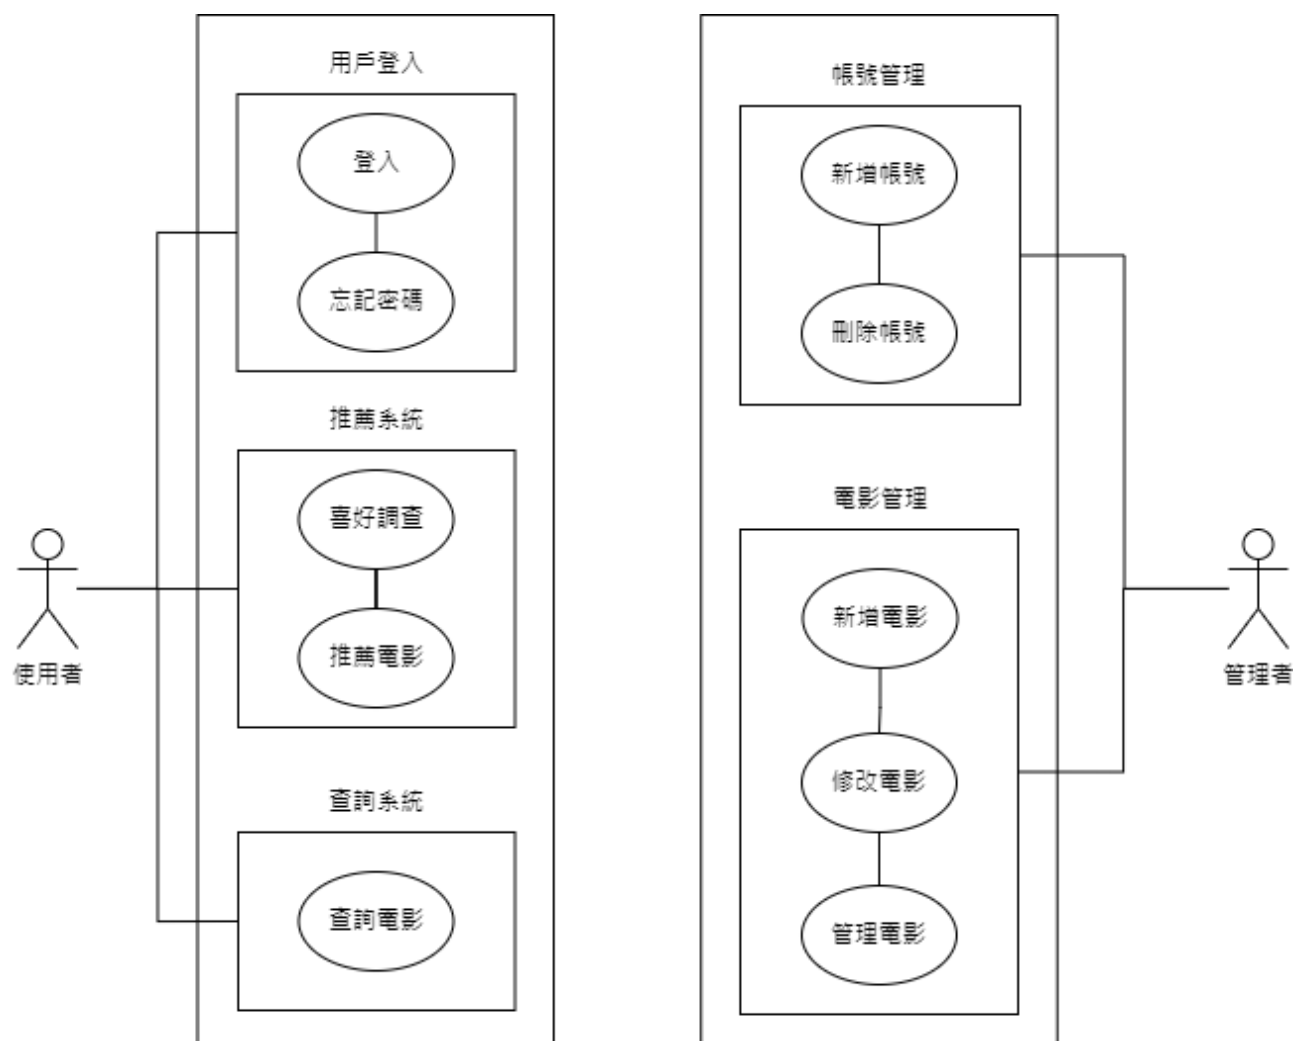 用戶登入
登入
忘記密碼
推薦系統
喜好調查
推薦電影
查詢系統
查詢電影
使用者
帳號管理
新增帳號
刪除帳號
電影管理
新增電影
修改電影
管理電影
管理者